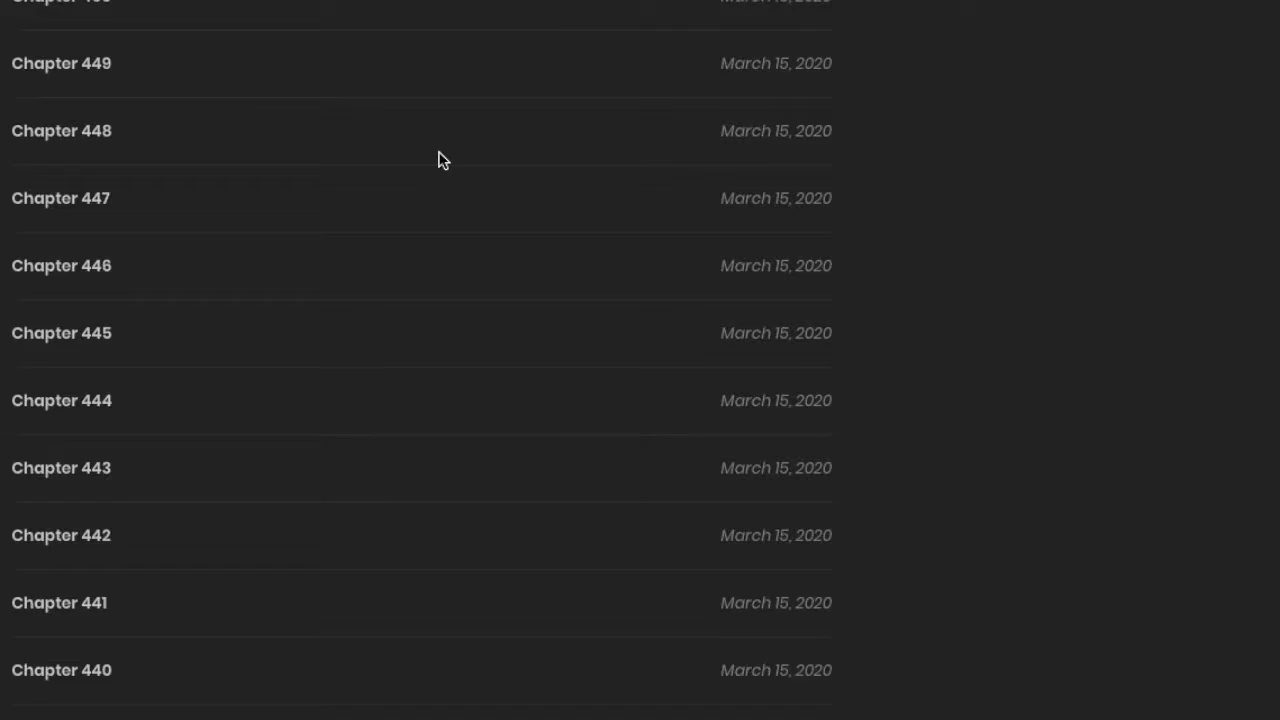 Chapter 449 March 15, 2020
Chapter 448 March 15, 2020
Chapter 447 March 15, 2020
Chapter 446 March 15, 2020
Chapter 445 March 15, 2020
Chapter 444 March 15, 2020
Chapter 443 March 15, 2020
Chapter 442 March 15, 2020
Chapter 441 March 15, 2020
Chapter 440 March 15, 2020